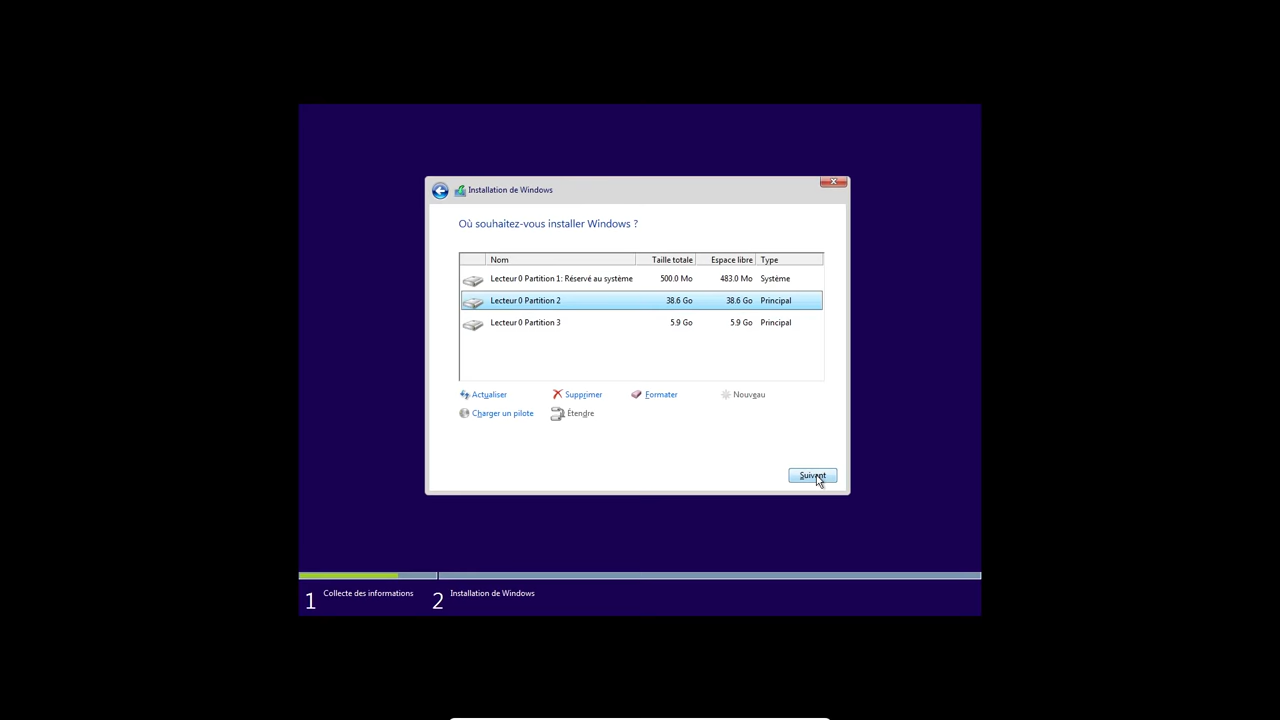 Installation de Windows
Où souhaitez-vous installer Windows ?
Nom Taille totale Espace libre Type
Lecteur 0 Partition 1: Réservé au système 500.0 Mo 483.0 Mo Système
Lecteur 0 Partition 2 38.6 Go 38.6 Go Principal
Lecteur 0 Partition 3 5.9 Go 5.9 Go Principal
Actualiser Supprimer Formater Nouveau
Charger un pilote Étendre
Suivant
1 Collecte des informations 2 Installation de Windows